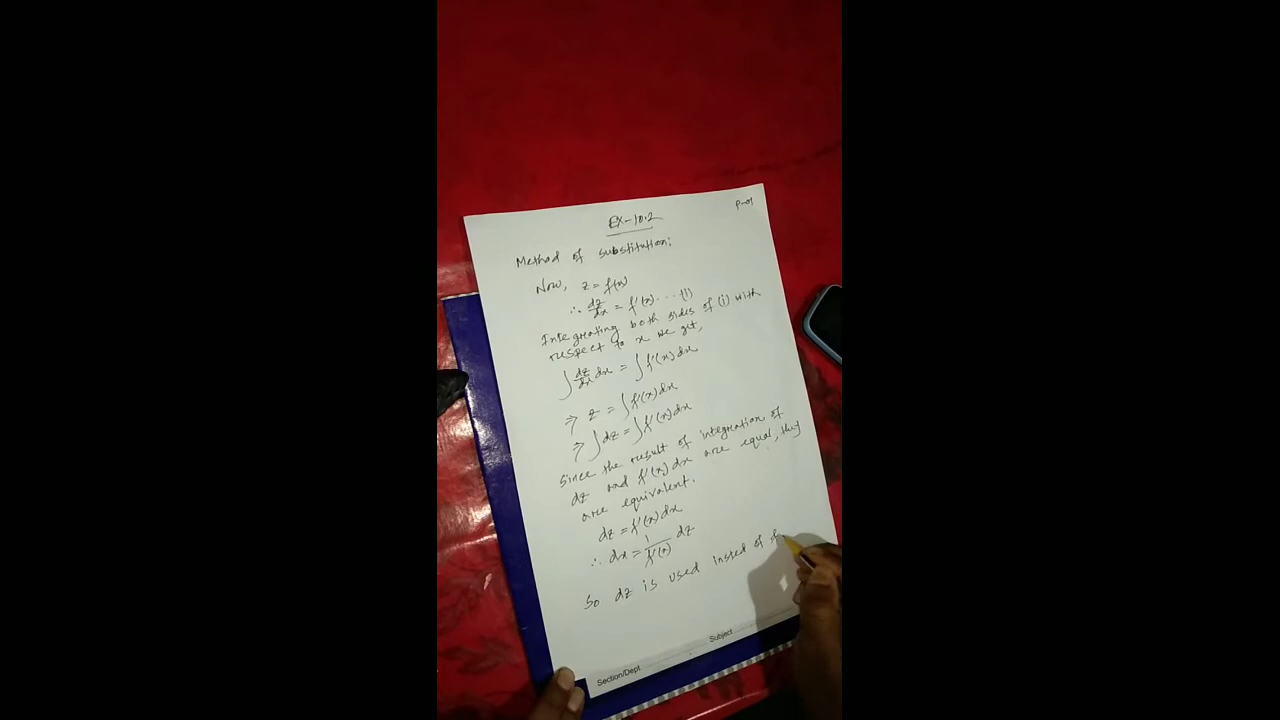 EX-10.2
P-01
Method of substitution:
Now, z = f(x)
∴ dz/dx = f'(x) ... (i)
Integrating both sides of (i) with
respect to x we get,
∫ dz/dx dx = ∫ f'(x) dx
⇒ z = ∫ f'(x) dx
⇒ ∫ dz = ∫ f'(x) dx
Since the result of integration of
dz and f'(x) dx are equal, they
are equivalent.
dz = f'(x) dx
∴ dx = 1/f'(x) dz
So dz is used insted of
Section/Dept
Subject